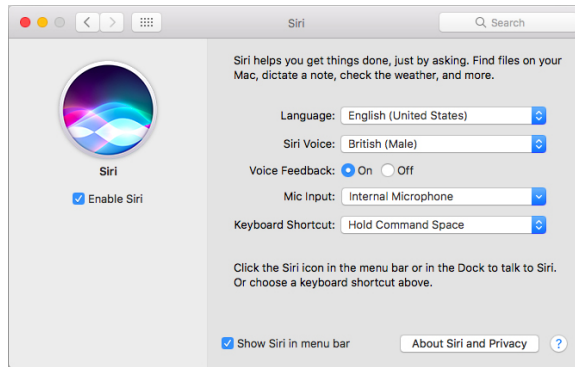 Siri
Search
Siri helps you get things done, just by asking. Find files on your
Mac, dictate a note, check the weather, and more.
Language: English (United States)
Siri Voice: British (Male)
Siri
Voice Feedback: On Off
Enable Siri
Mic Input: Internal Microphone
Keyboard Shortcut: Hold Command Space
Click the Siri icon in the menu bar or in the Dock to talk to Siri.
Or choose a keyboard shortcut above.
Show Siri in menu bar
About Siri and Privacy
?